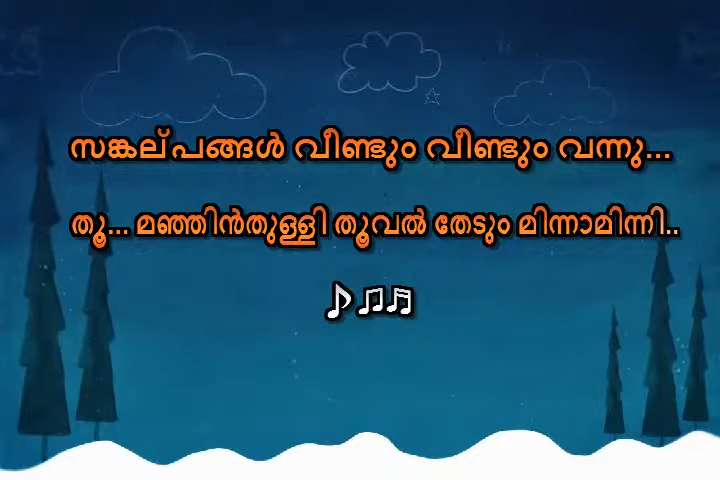 സങ്കല്പങ്ങൾ വീണ്ടും വീണ്ടും വന്നു...
തൂ... മഞ്ഞിൻതുള്ളി തൂവൽ തേടും മിന്നാമിന്നി..